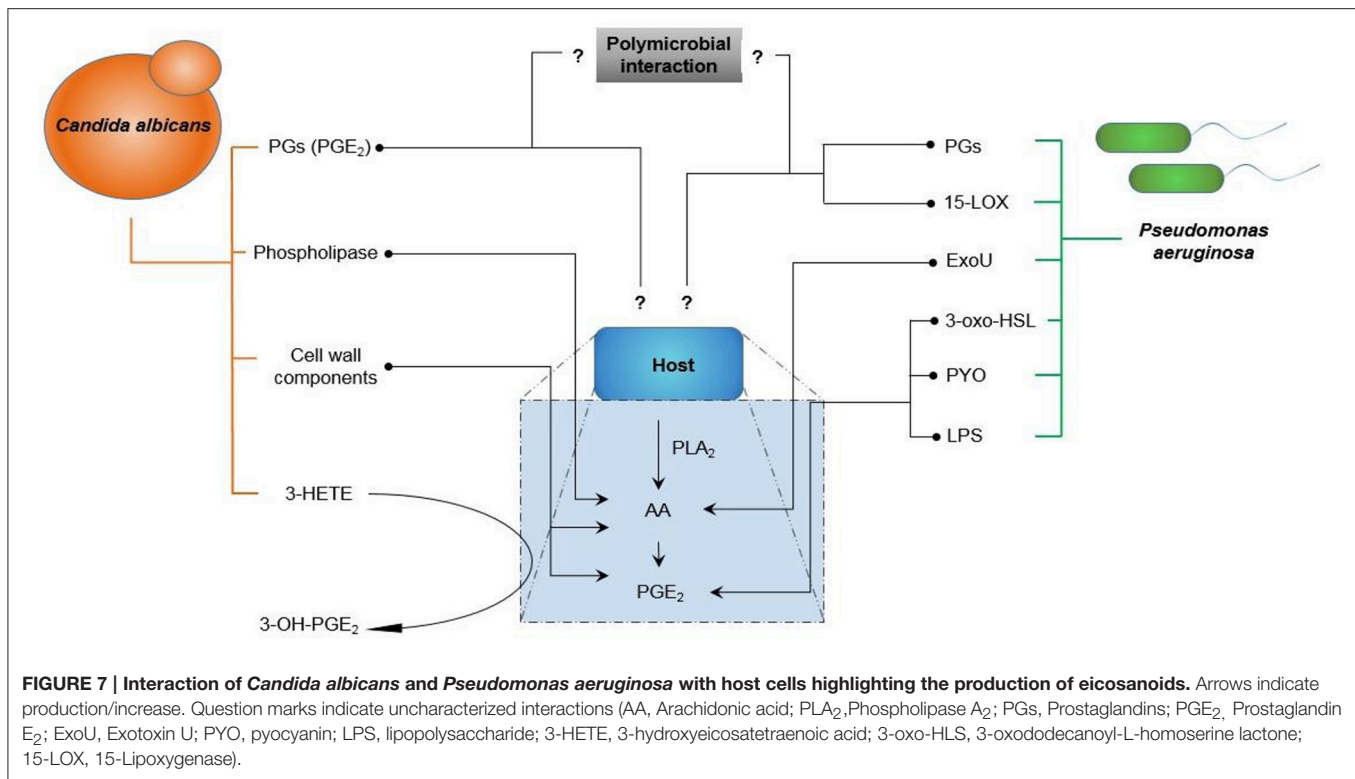 Polymicrobial
interaction
?
?
Candida albicans
PGs (PGE₂)
Phospholipase
Cell wall
components
3-HETE
3-OH-PGE₂
?
?
Host
PLA₂
AA
PGE₂
PGs
15-LOX
ExoU
3-oxo-HSL
PYO
LPS
Pseudomonas
aeruginosa
FIGURE 7 | Interaction of Candida albicans and Pseudomonas aeruginosa with host cells highlighting the production of eicosanoids. Arrows indicate
production/increase. Question marks indicate uncharacterized interactions (AA, Arachidonic acid; PLA₂,Phospholipase A₂; PGs, Prostaglandins; PGE₂, Prostaglandin
E₂; ExoU, Exotoxin U; PYO, pyocyanin; LPS, lipopolysaccharide; 3-HETE, 3-hydroxyeicosatetraenoic acid; 3-oxo-HLS, 3-oxododecanoyl-L-homoserine lactone;
15-LOX, 15-Lipoxygenase).